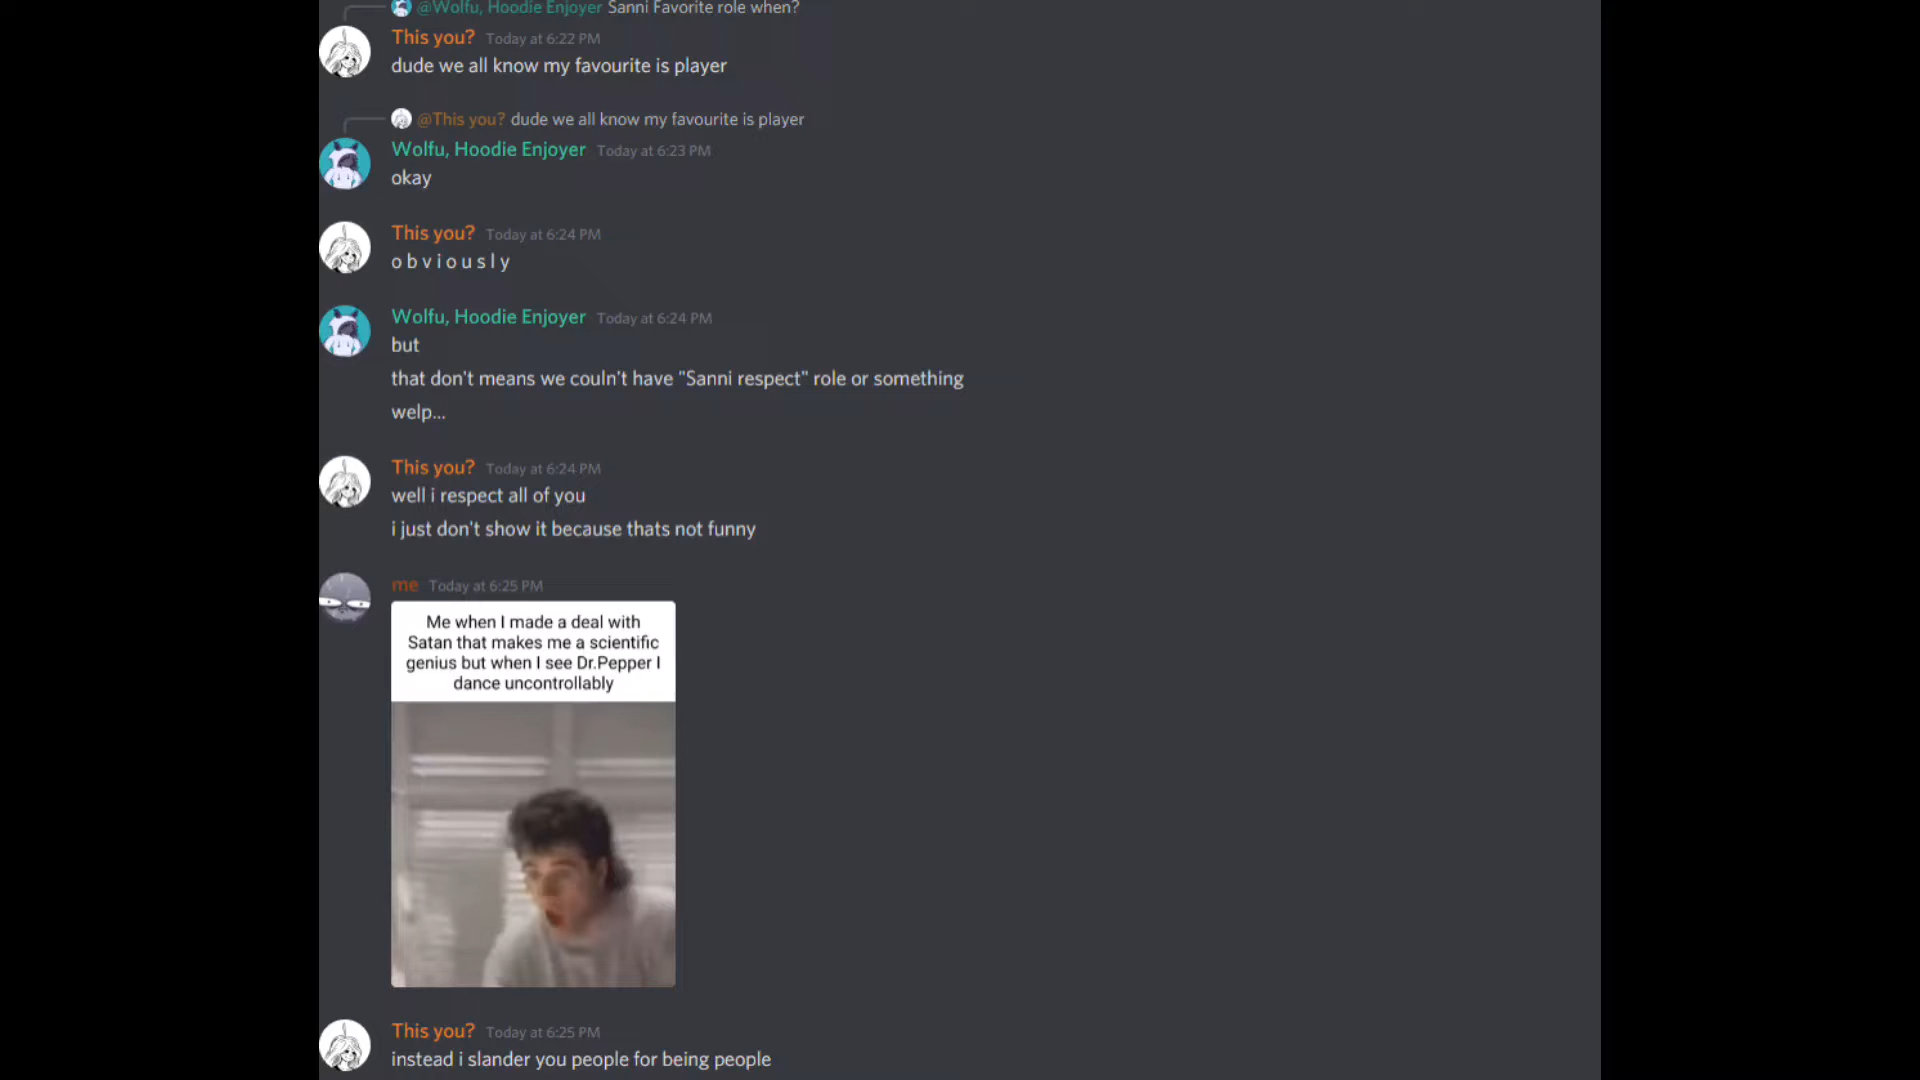 @Wolfu, Hoodie Enjoyer Sanni Favorite role when?
This you? Today at 6:22 PM
dude we all know my favourite is player
@This you? dude we all know my favourite is player
Wolfu, Hoodie Enjoyer Today at 6:23 PM
okay
This you? Today at 6:24 PM
o b v i o u s l y
Wolfu, Hoodie Enjoyer Today at 6:24 PM
but
that don't means we couln't have "Sanni respect" role or something
welp...
This you? Today at 6:24 PM
well i respect all of you
i just don't show it because thats not funny
me Today at 6:25 PM
Me when I made a deal with
Satan that makes me a scientific
genius but when I see Dr.Pepper I
dance uncontrollably
This you? Today at 6:25 PM
instead i slander you people for being people